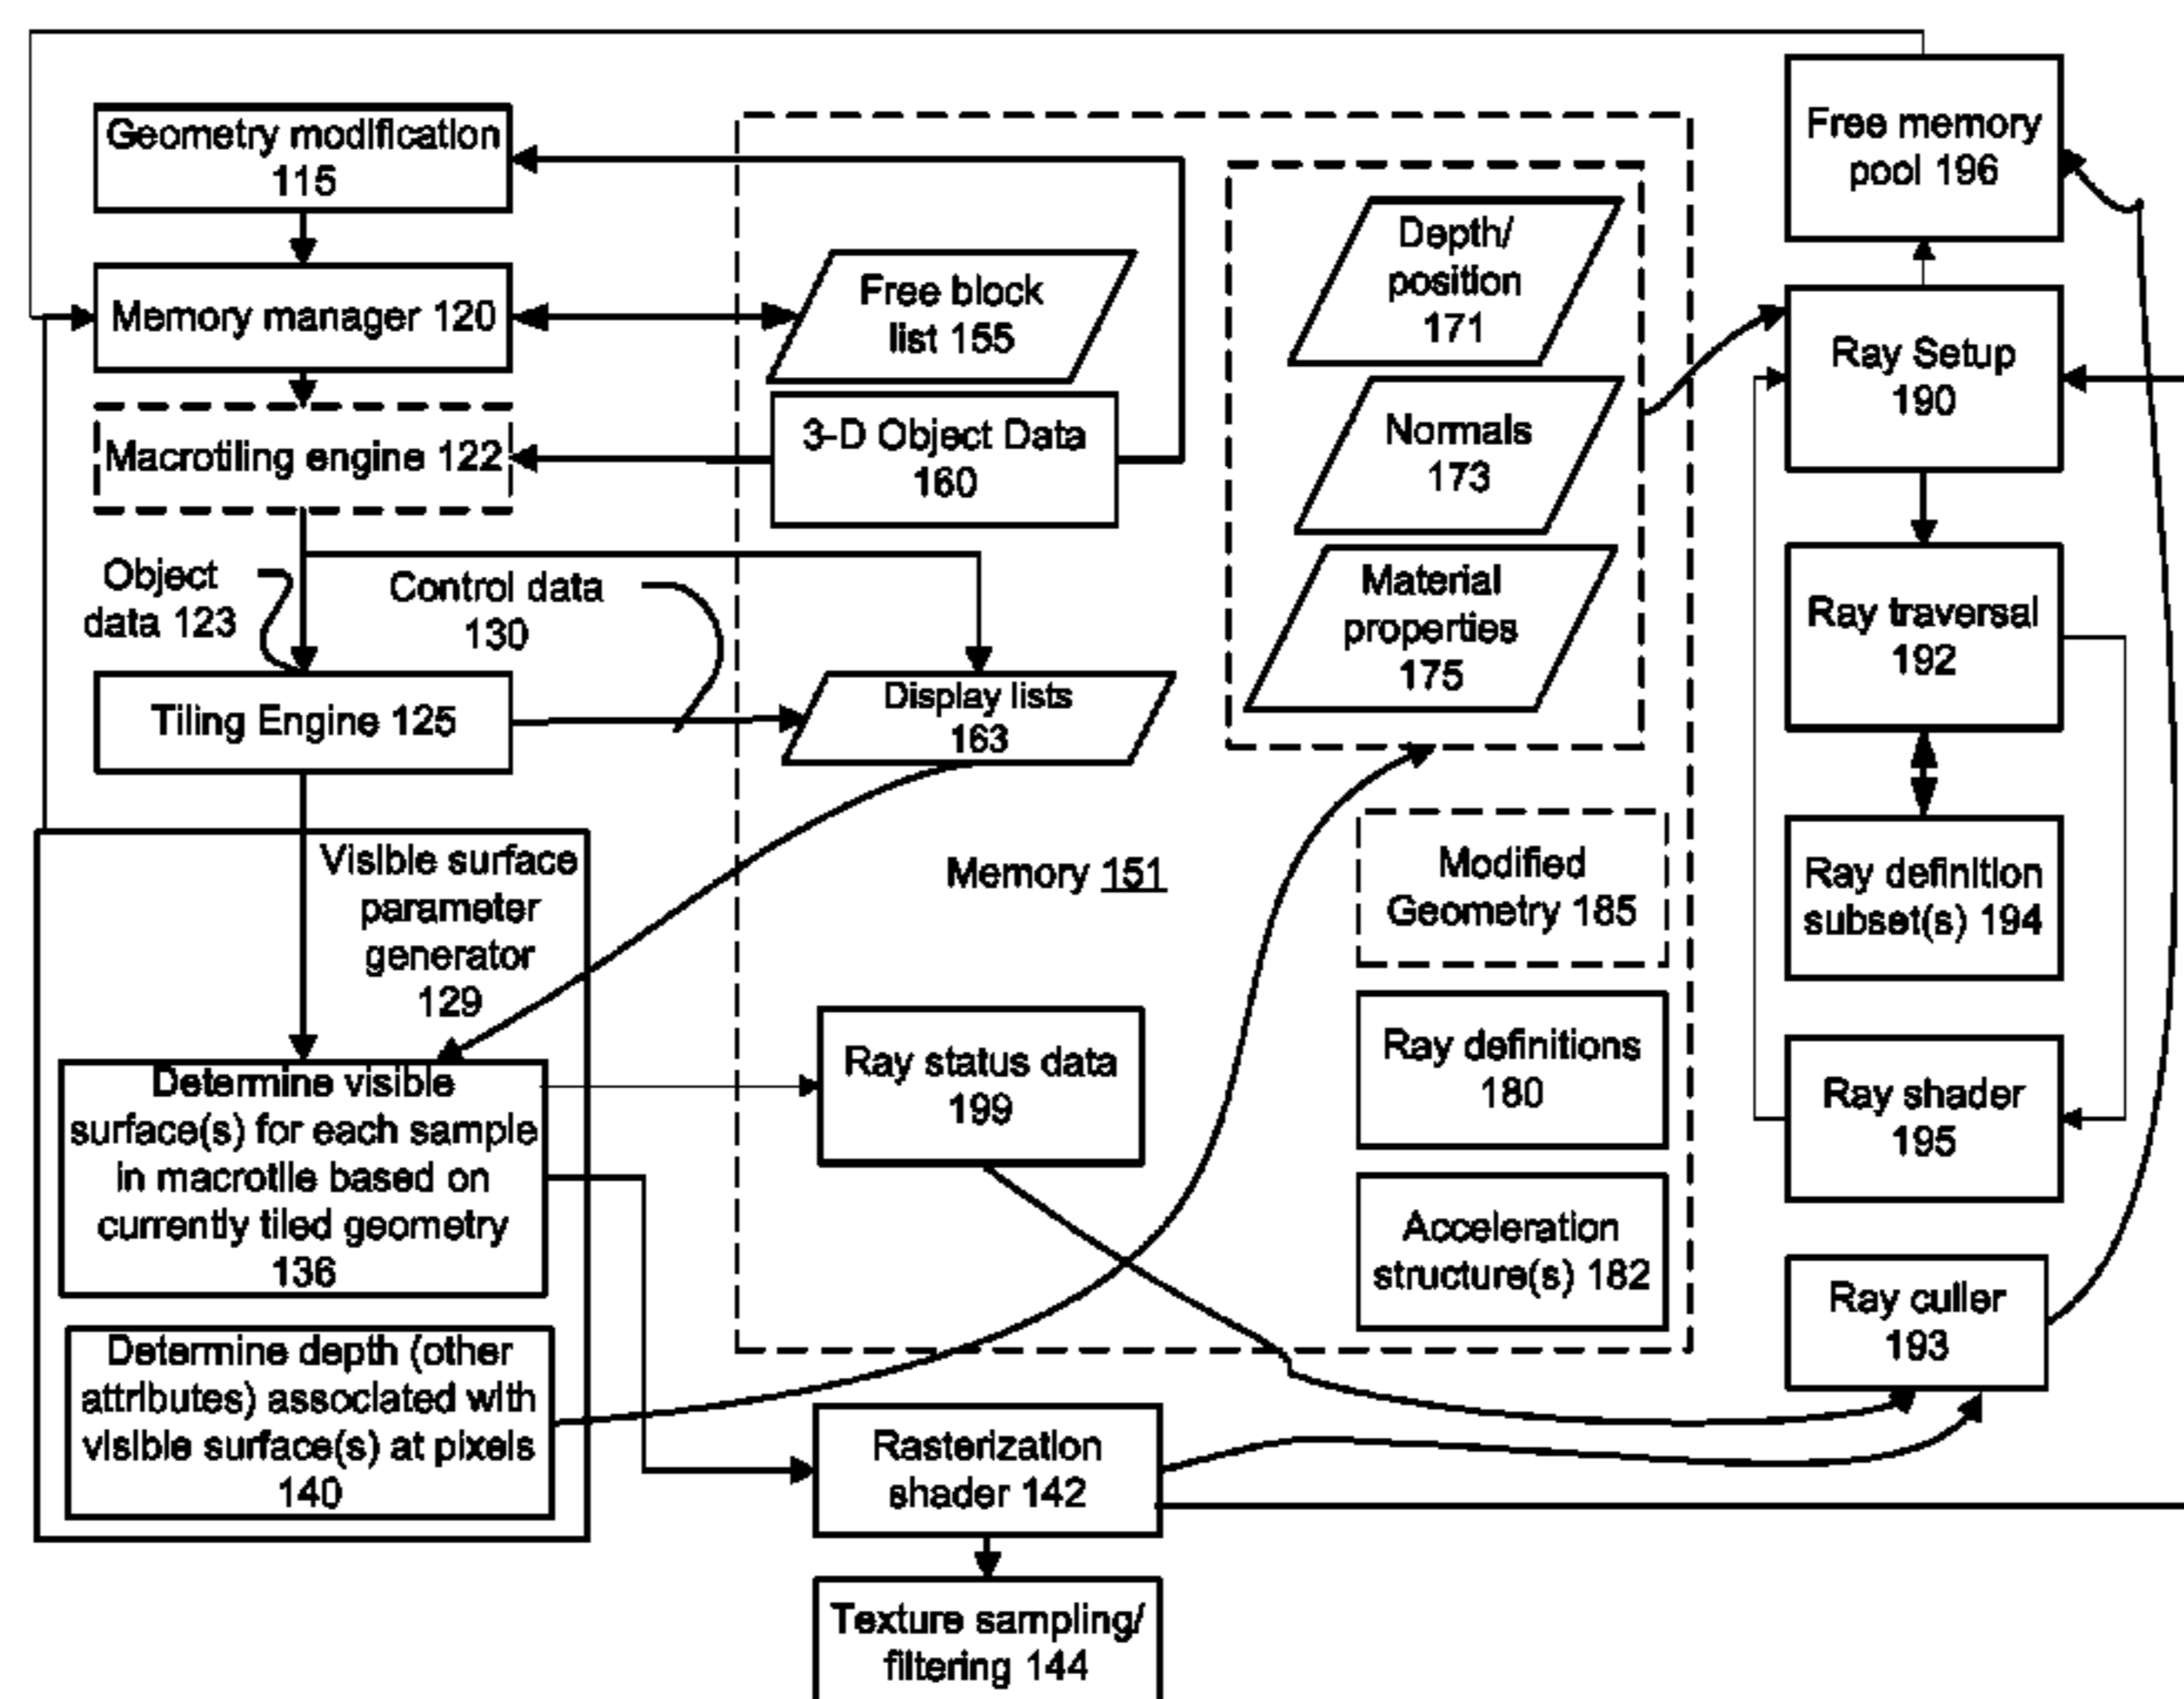 Geometry modification
115
Memory manager 120
Macrotiling engine 122
Object
data 123
Control data
130
Tiling Engine 125
Visible surface
parameter
generator
129
Determine visible
surface(s) for each sample
in macrotile based on
currently tiled geometry
136
Determine depth (other
attributes) associated with
visible surface(s) at pixels
140
Free block
list 155
3-D Object Data
160
Display lists
163
Memory 151
Ray status data
199
Rasterization
shader 142
Texture sampling/
filtering 144
Depth/
position
171
Normals
173
Material
properties
175
Modified
Geometry 185
Ray definitions
180
Acceleration
structure(s) 182
Free memory
pool 196
Ray Setup
190
Ray traversal
192
Ray definition
subset(s) 194
Ray shader
195
Ray culler
193